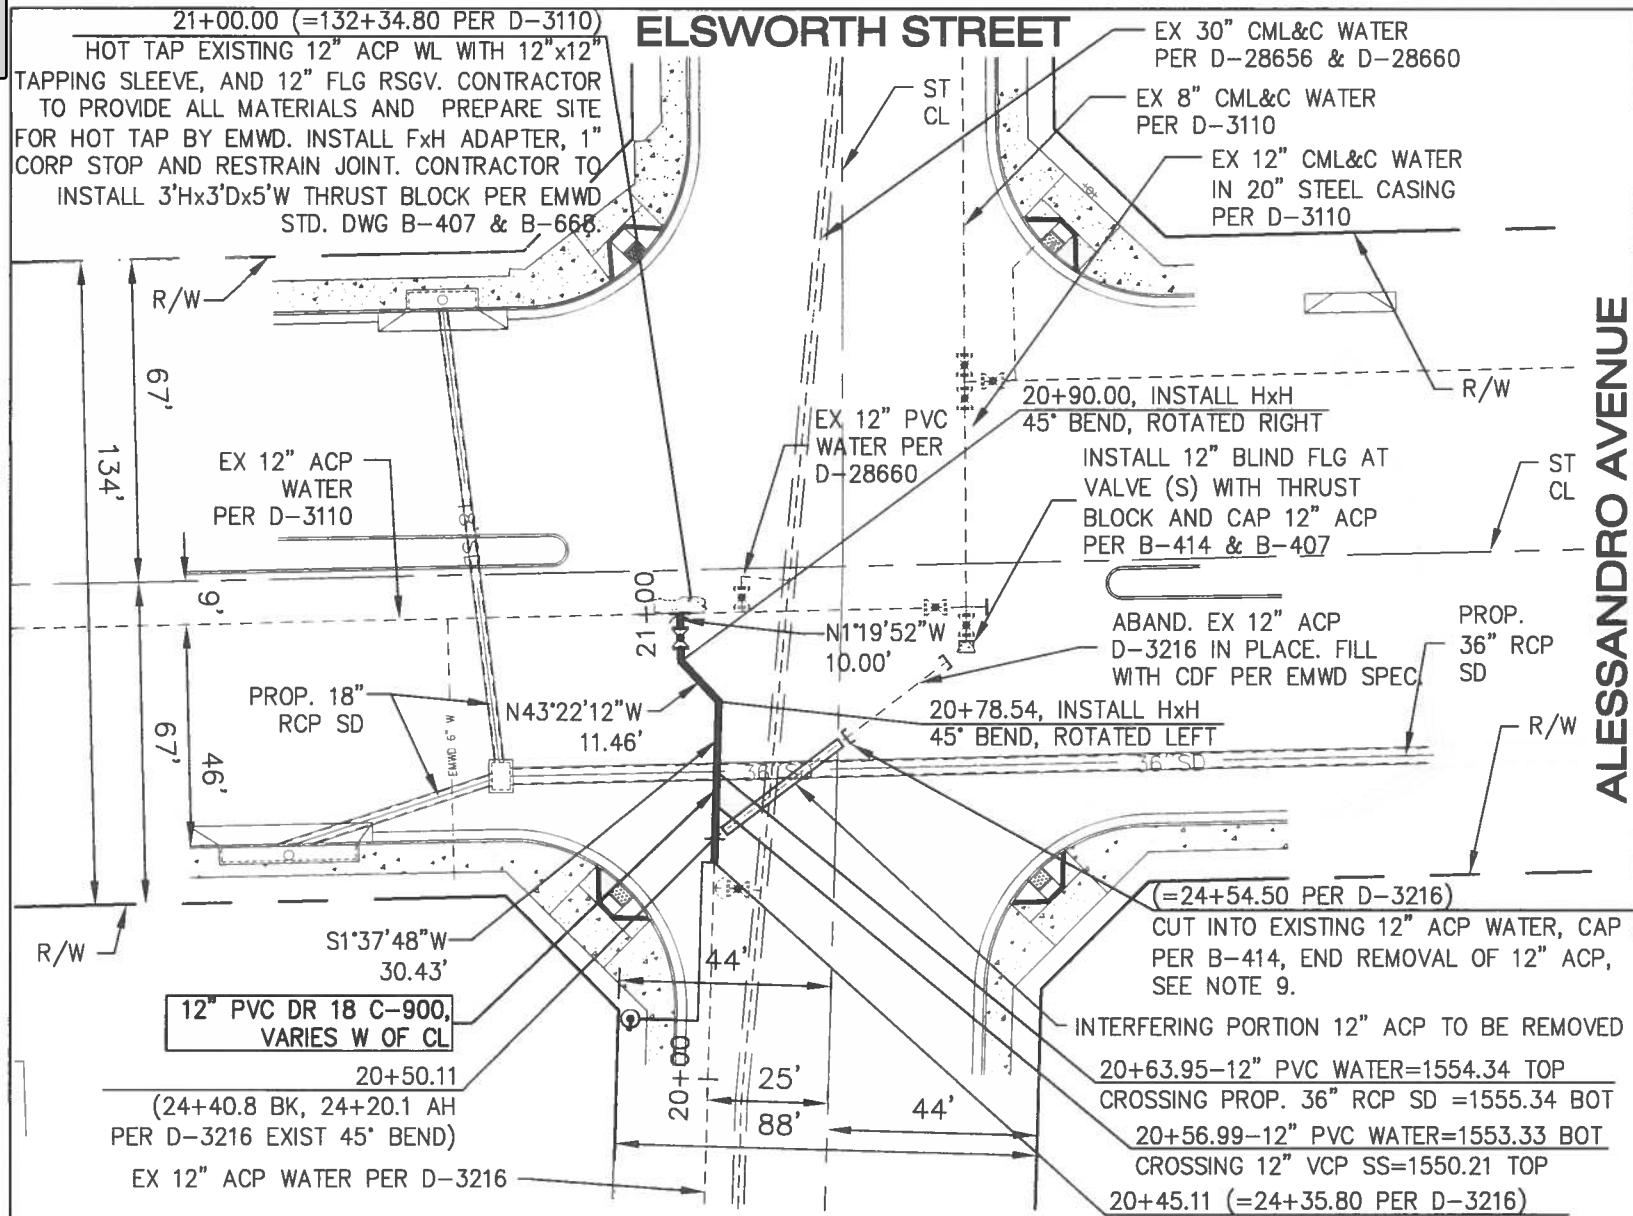 21+00.00 (=132+34.80 PER D-3110)
HOT TAP EXISTING 12" ACP WL WITH 12"x12"
TAPPING SLEEVE, AND 12" FLG RSGV. CONTRACTOR
TO PROVIDE ALL MATERIALS AND PREPARE SITE
FOR HOT TAP BY EMWD. INSTALL FxH ADAPTER, 1"
CORP STOP AND RESTRAIN JOINT. CONTRACTOR TO
INSTALL 3'Hx3'Dx5'W THRUST BLOCK PER EMWD
STD. DWG B-407 & B-668.
ELSWORTH STREET
ST
CL
EX 30" CML&C WATER
PER D-28656 & D-28660
EX 8" CML&C WATER
PER D-3110
EX 12" CML&C WATER
IN 20" STEEL CASING
PER D-3110
R/W
R/W
ALESSANDRO AVENUE
67'
134'
EX 12" ACP
WATER
PER D-3110
EX 12" PVC
WATER PER
D-28660
20+90.00, INSTALL HxH
45° BEND, ROTATED RIGHT
INSTALL 12" BLIND FLG AT
VALVE (S) WITH THRUST
BLOCK AND CAP 12" ACP
PER B-414 & B-407
ST
CL
9'
21+00
N1°19'52"W
10.00'
ABAND. EX 12" ACP
D-3216 IN PLACE. FILL
WITH CDF PER EMWD SPEC.
PROP.
36" RCP
SD
PROP. 18"
RCP SD
EMWD 6" W
N43°22'12"W
11.46'
20+78.54, INSTALL HxH
45° BEND, ROTATED LEFT
R/W
67'
46'
36" SD
36" SD
R/W
S1°37'48"W
30.43'
44'
(=24+54.50 PER D-3216)
CUT INTO EXISTING 12" ACP WATER, CAP
PER B-414, END REMOVAL OF 12" ACP,
SEE NOTE 9.
12" PVC DR 18 C-900,
VARIES W OF CL
INTERFERING PORTION 12" ACP TO BE REMOVED
20+50.11
(24+40.8 BK, 24+20.1 AH
PER D-3216 EXIST 45° BEND)
20+00
25'
88'
44'
20+63.95-12" PVC WATER=1554.34 TOP
CROSSING PROP. 36" RCP SD =1555.34 BOT
20+56.99-12" PVC WATER=1553.33 BOT
CROSSING 12" VCP SS=1550.21 TOP
EX 12" ACP WATER PER D-3216
20+45.11 (=24+35.80 PER D-3216)